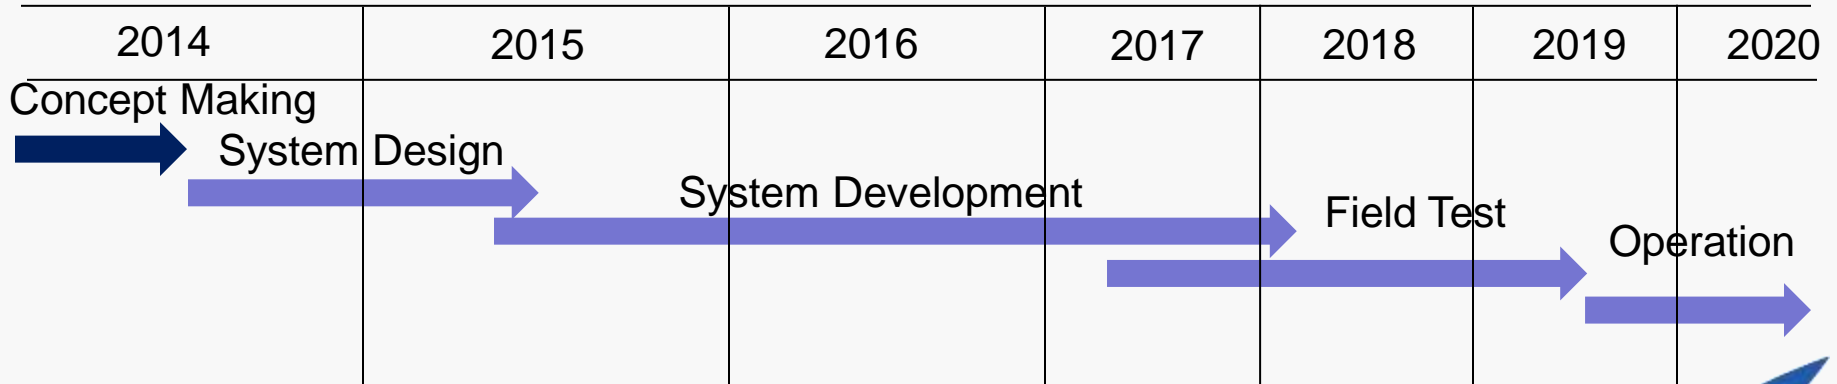 2014 2015 2016 2017 2018 2019 2020
Concept Making
System Design
System Development
Field Test
Operation